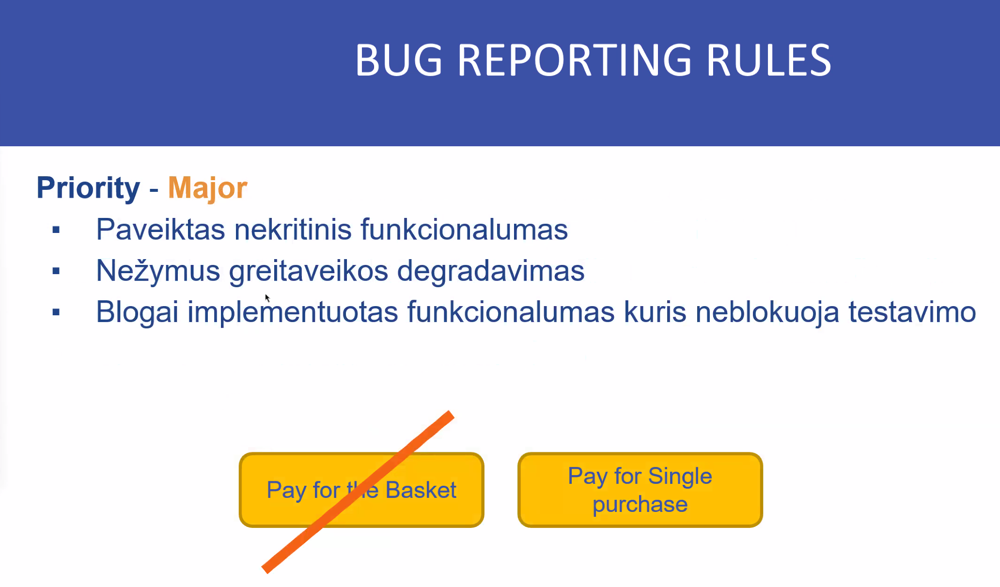 BUG REPORTING RULES
Priority - Major
▪ Paveiktas nekritinis funkcionalumas
▪ Nežymus greitaveikos degradavimas
▪ Blogai implementuotas funkcionalumas kuris neblokuoja testavimo
Pay for the Basket
Pay for Single
purchase